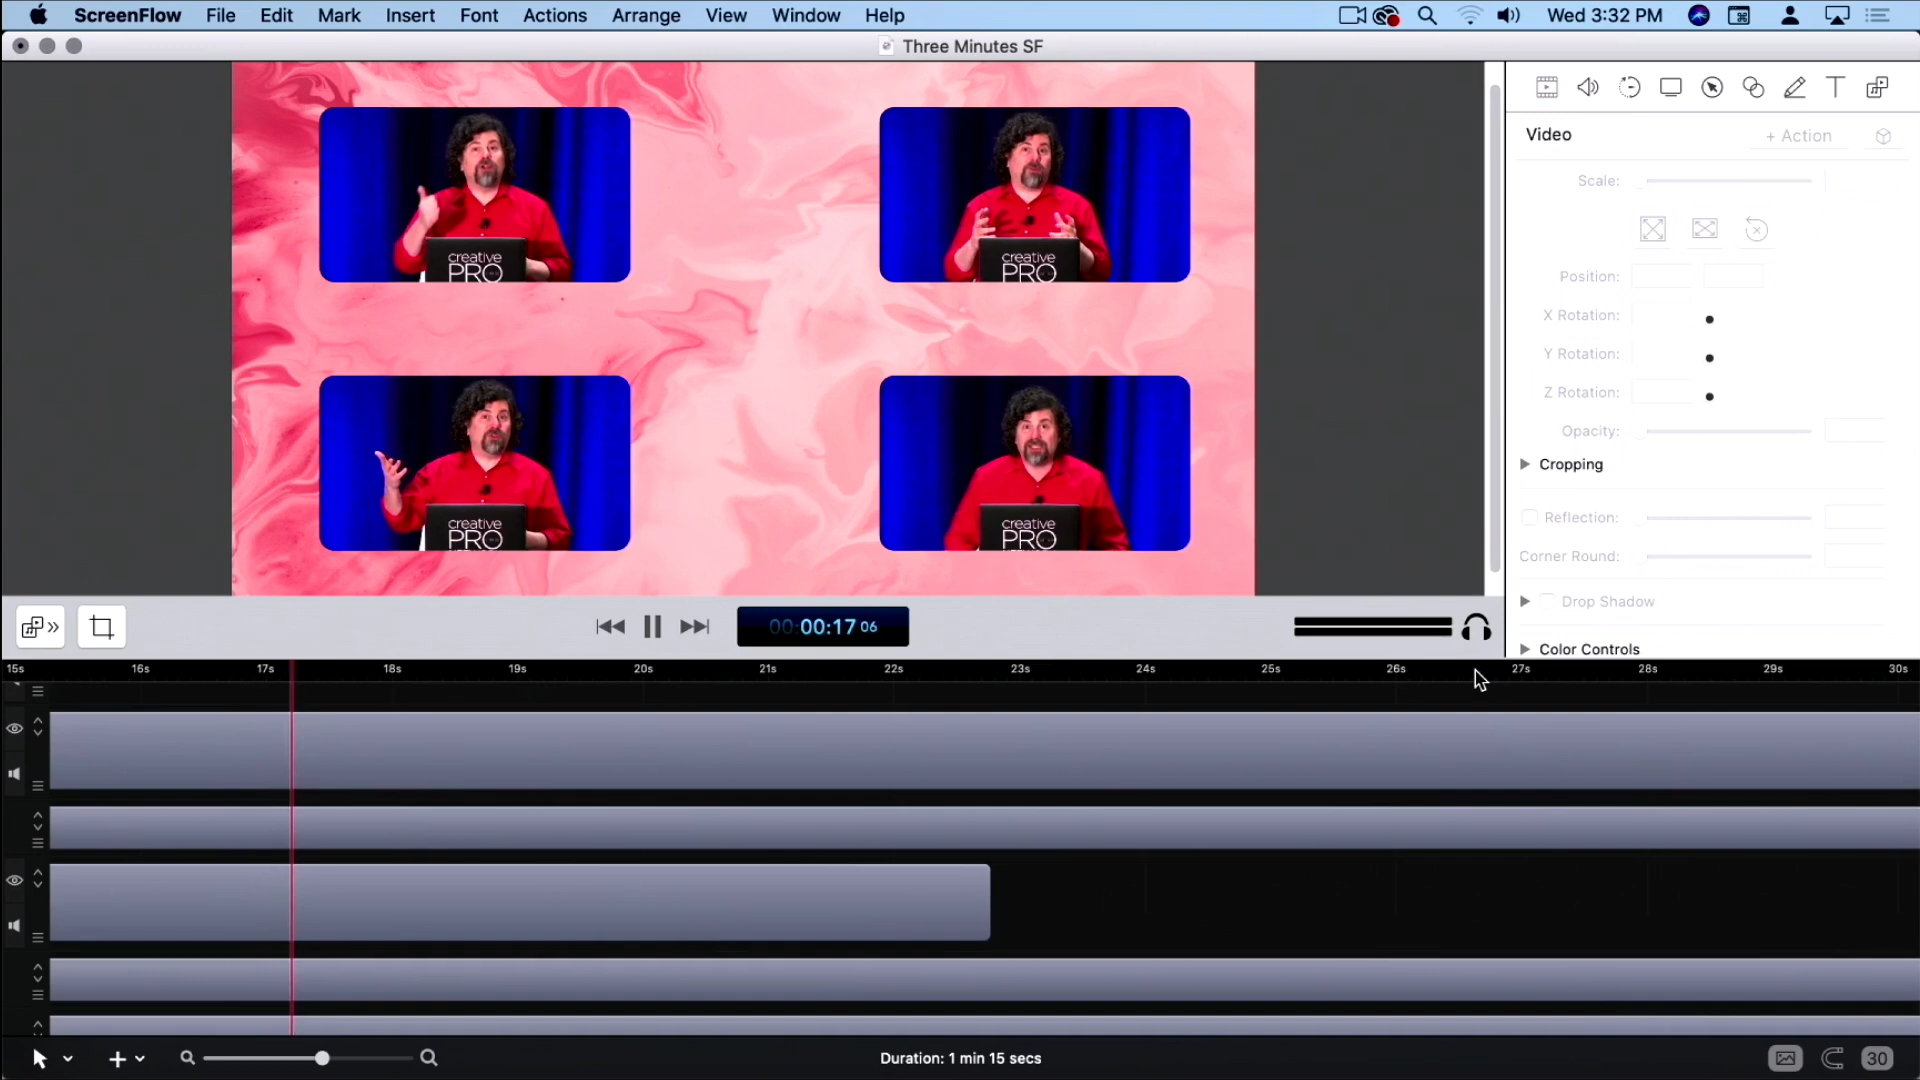 ScreenFlow File Edit Mark Insert Font Actions Arrange View Window Help Wed 3:32 PM
Three Minutes SF
Video + Action
Scale:
Position:
X Rotation:
Y Rotation:
Z Rotation:
Opacity:
Cropping
Reflection:
Corner Round:
Drop Shadow
Color Controls
creative
PRO
creative
PRO
creative
PRO
creative
PRO
00:00:17 06
15s 16s 17s 18s 19s 20s 21s 22s 23s 24s 25s 26s 27s 28s 29s 30s
Duration: 1 min 15 secs
30